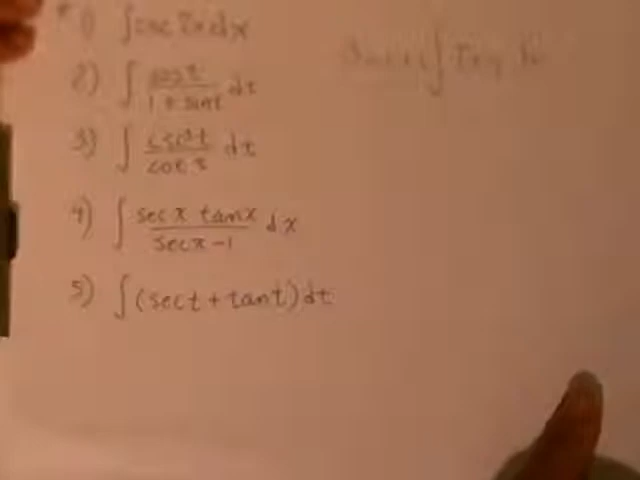 1) ∫csc 2x dx
2) ∫ cos t / 1 + sin t dt
3) ∫ csc² t / cot t dt
4) ∫ sec x tan x / sec x - 1 dx
5) ∫(sec t + tan t) dt